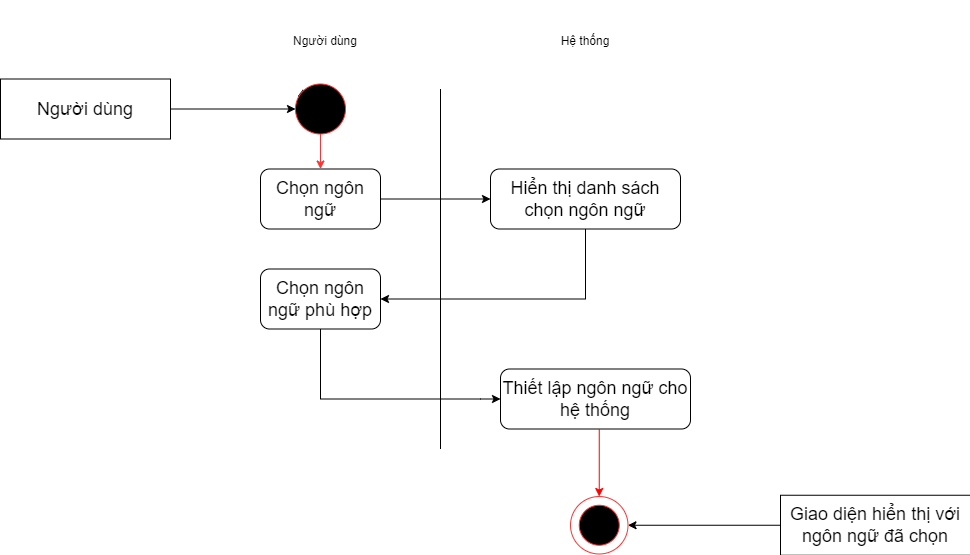 Người dùng
Hệ thống
Người dùng
Chọn ngôn
ngữ
Hiển thị danh sách
chọn ngôn ngữ
Chọn ngôn
ngữ phù hợp
Thiết lập ngôn ngữ cho
hệ thống
Giao diện hiển thị với
ngôn ngữ đã chọn